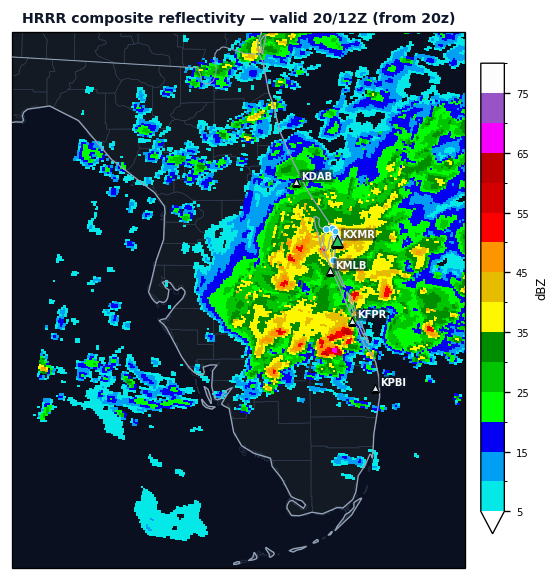 HRRR composite reflectivity — valid 20/12Z (from 20z)
KDAB
KXMR
KMLB
KFPR
KPBI
75
65
55
45
35
25
15
5
dBZ